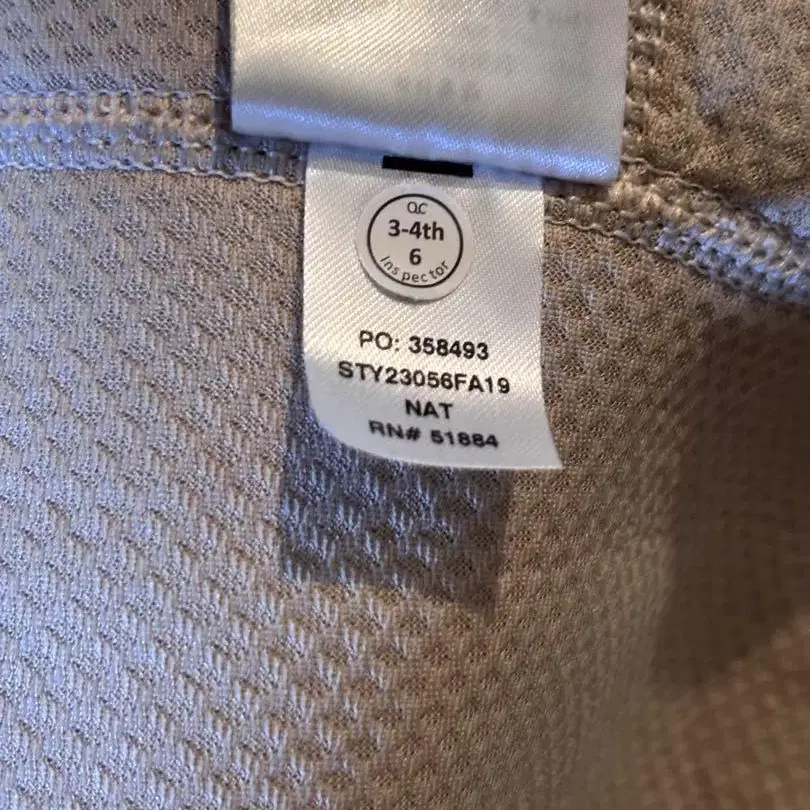 QC
3-4th
6
Inspector
PO: 358493
STY23056FA19
NAT
RN# 51884